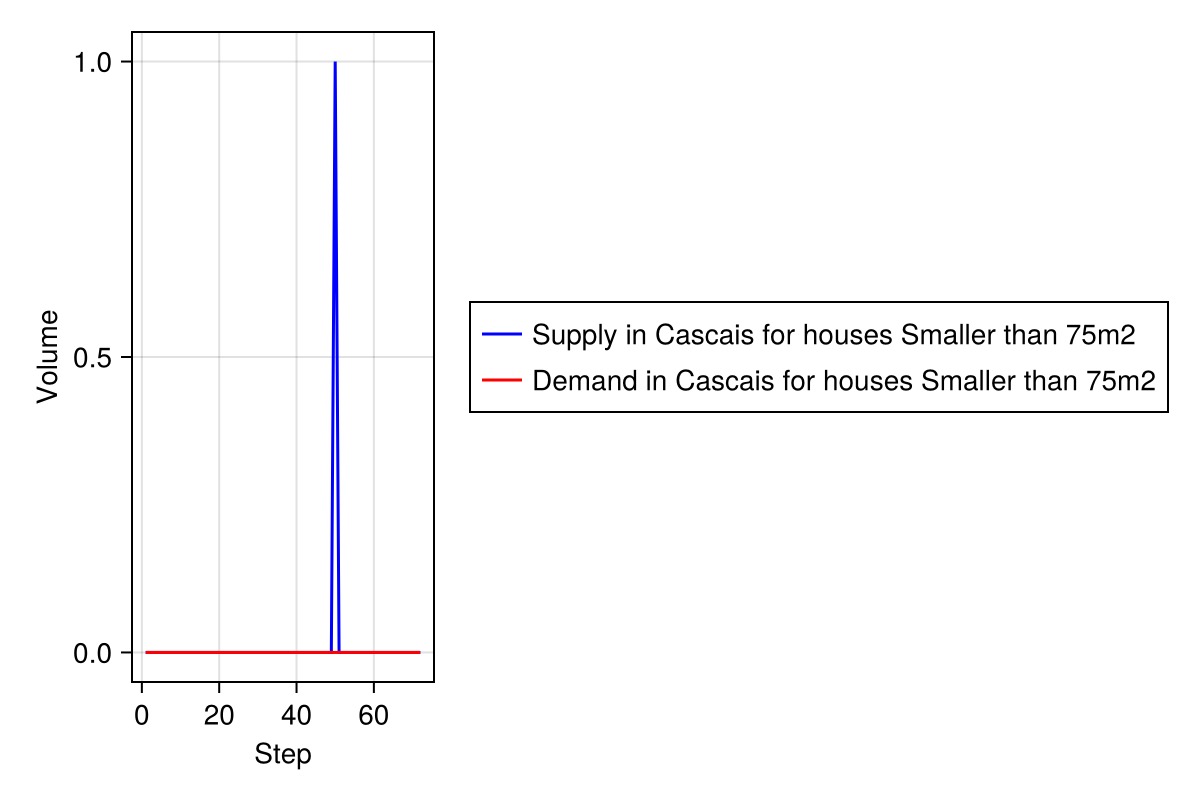 1.0
0.5
0.0
Volume
0
20
40
60
Step
Supply in Cascais for houses Smaller than 75m2
Demand in Cascais for houses Smaller than 75m2